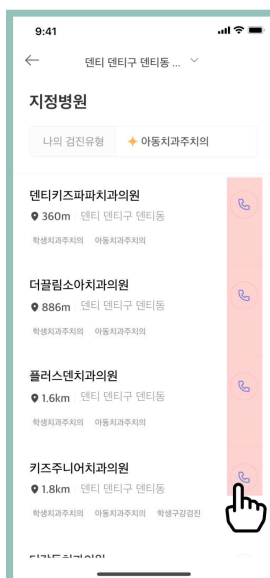 9:41
덴티 덴티구 덴티동 ...
지정병원
나의 검진유형 아동치과주치의
덴티키즈파파치과의원
360m 덴티 덴티구 덴티동
학생치과주치의 아동치과주치의
더끌림소아치과의원
886m 덴티 덴티구 덴티동
학생치과주치의 아동치과주치의
플러스덴치과의원
1.6km 덴티 덴티구 덴티동
학생치과주치의 아동치과주치의
키즈주니어치과의원
1.8km 덴티 덴티구 덴티동
학생치과주치의 아동치과주치의 학생구강검진